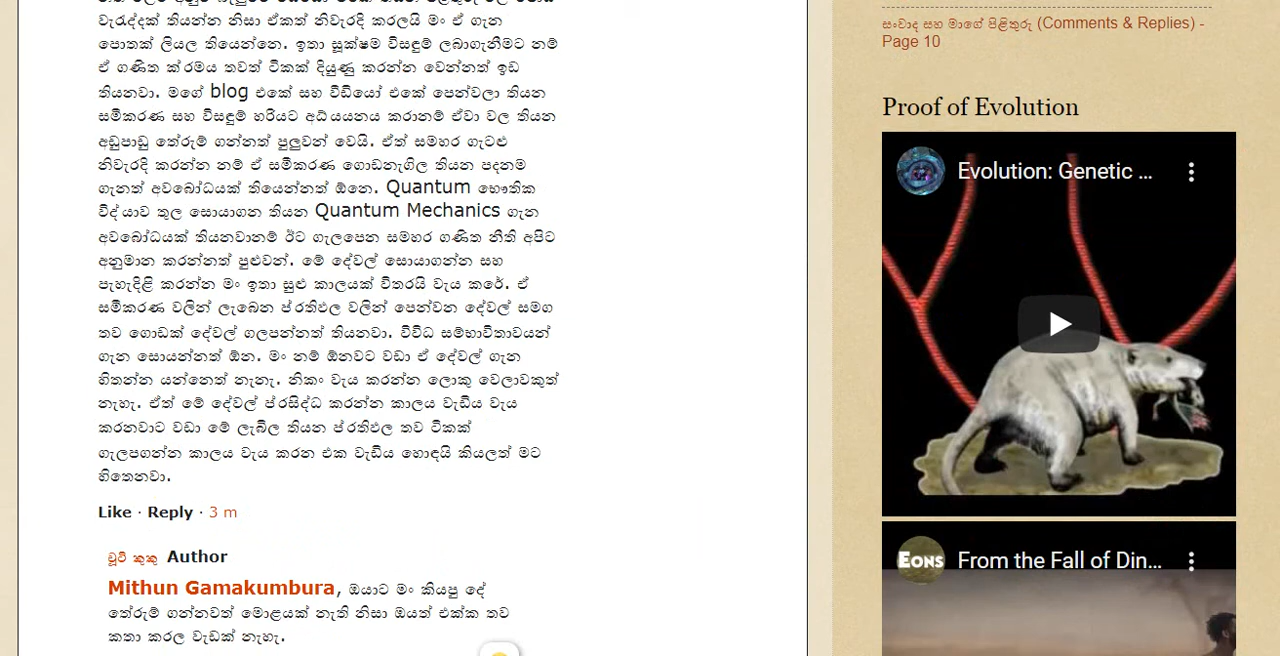 වැරැද්දක් තියන්න නිසා ඒකත් නිවැරදි කරලයි මං ඒ ගැන
පොතක් ලියල තියෙන්නෙ. ඉතා සූක්ෂම විසඳුම් ලබාගැනීමට නම්
ඒ ගණිත ක්‍රමය තවත් ටිකක් දියුණු කරන්න වෙන්නත් ඉඩ
තියනවා. මගේ blog එකේ සහ වීඩියෝ එකේ පෙන්වලා තියන
සමීකරණ සහ විසඳුම් හරියට අධ්‍යයනය කරානම් ඒවා වල තියන
අඩුපාඩු තේරුම් ගන්නත් පුලුවන් වෙයි. ඒත් සමහර ගැටළු
නිවැරදි කරන්න නම් ඒ සමීකරණ ගොඩනැගිල තියන පදනම
ගැනත් අවබෝධයක් තියෙන්නත් ඕනෙ. Quantum භෞතික
විද්‍යාව තුල සොයාගන තියන Quantum Mechanics ගැන
අවබෝධයක් තියනවානම් ඊට ගැලපෙන සමහර ගණිත නීති අපිට
අනුමාන කරන්නත් පුළුවන්. මේ දේවල් සොයාගන්න සහ
පැහැදිළි කරන්න මං ඉතා සුළු කාලයක් විතරයි වැය කරේ. ඒ
සමීකරණ වලින් ලැබෙන ප්‍රතිඵල වලින් පෙන්වන දේවල් සමග
තව ගොඩක් දේවල් ගලපන්නත් තියනවා. විවිධ සම්භාවිතාවයන්
ගැන සොයන්නත් ඕන. මං නම් ඕනවට වඩා ඒ දේවල් ගැන
හිතන්න යන්නෙත් නැනැ. නිකං වැය කරන්න ලොකු වෙලාවකුත්
නැහැ. ඒත් මේ දේවල් ප්‍රසිද්ධ කරන්න කාලය වැඩිය වැය
කරනවාට වඩා මේ ලැබිල තියන ප්‍රතිඵල තව ටිකක්
ගැලපගන්න කාලය වැය කරන එක වැඩිය හොඳයි කියලත් මට
හිතෙනවා.
Like · Reply · 3 m
චූටි කුකු Author
Mithun Gamakumbura, ඔයාට මං කියපු දේ
තේරුම් ගන්නවත් මොළයක් නැති නිසා ඔයත් එක්ක තව
කතා කරල වැඩක් නැහැ.
සංවාද සහ මාගේ පිළිතුරු (Comments & Replies) -
Page 10
Proof of Evolution
Evolution: Genetic ...
EONS
From the Fall of Din...